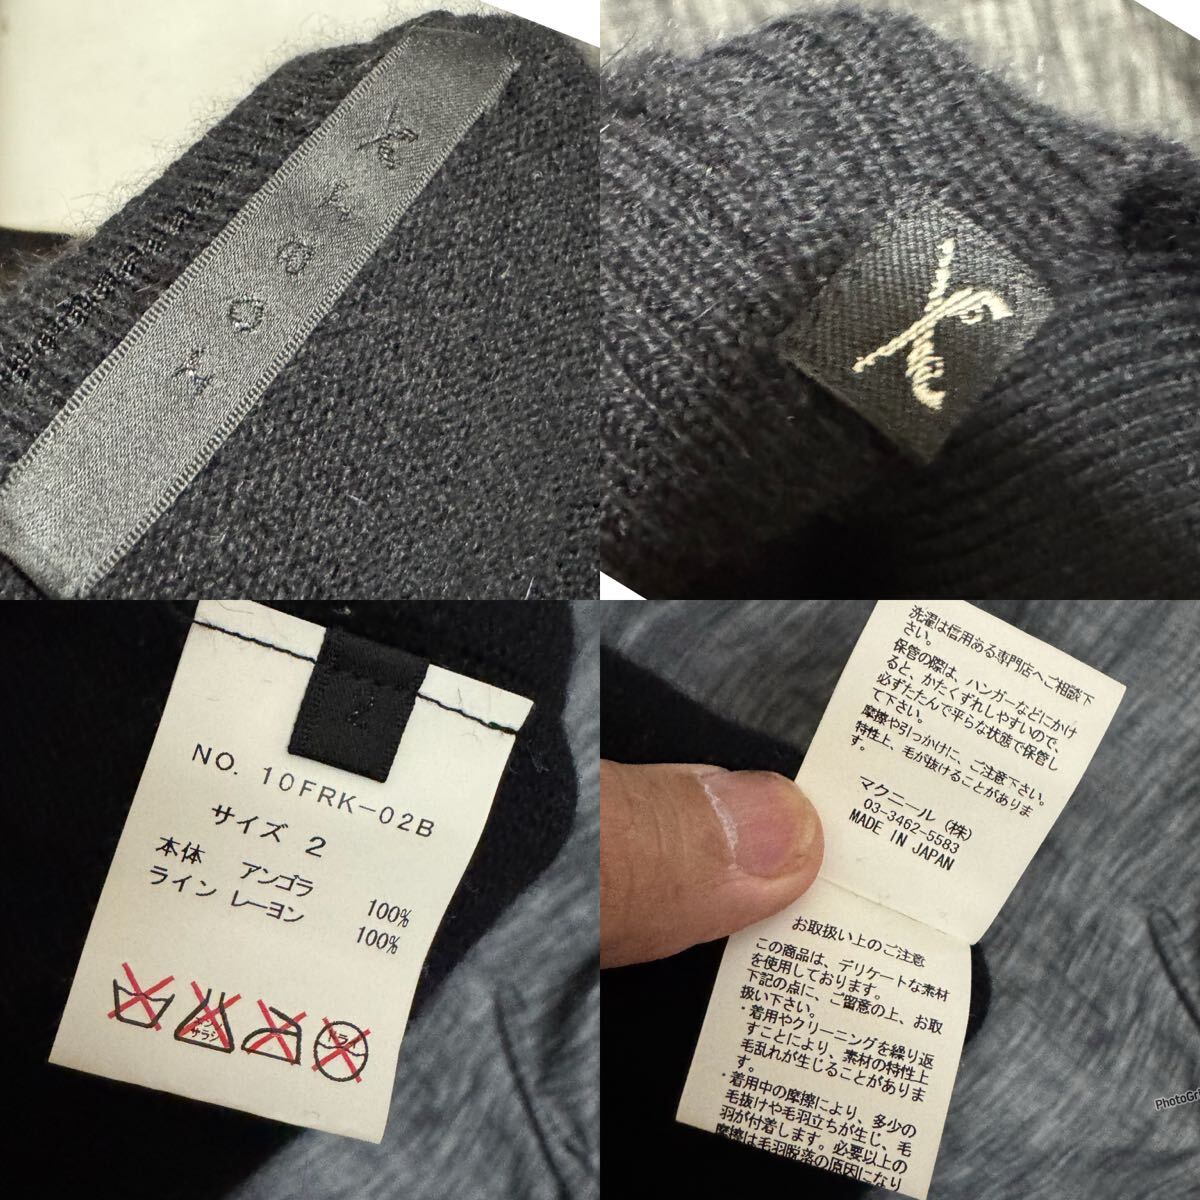 2
NO. 10FRK-02B
サイズ 2
本体 アンゴラ 100%
ライン レーヨン 100%
エンソ
サラシ
ドライ
洗濯は信用ある専門店へご相談下
さい。
保管の際は、ハンガーなどにかけ
ると、かたくずれしやすいので、
必ずたたんで平らな状態で保管し
て下さい。
摩擦や引っかけに、ご注意下さい。
特性上、毛が抜けることがありま
す。
マクニール (株)
03-3462-5583
MADE IN JAPAN
お取扱い上のご注意
この商品は、デリケートな素材
を使用しております。
下記の点に、ご留意の上、お取
扱い下さい。
・着用やクリーニングを繰り返
すことにより、素材の特性上
毛乱れが生じることがありま
す。
・着用中の摩擦により、多少の
毛抜けや毛羽立ちが生じ、毛
羽が付着します。必要以上の
摩擦は毛羽脱落の原因になり